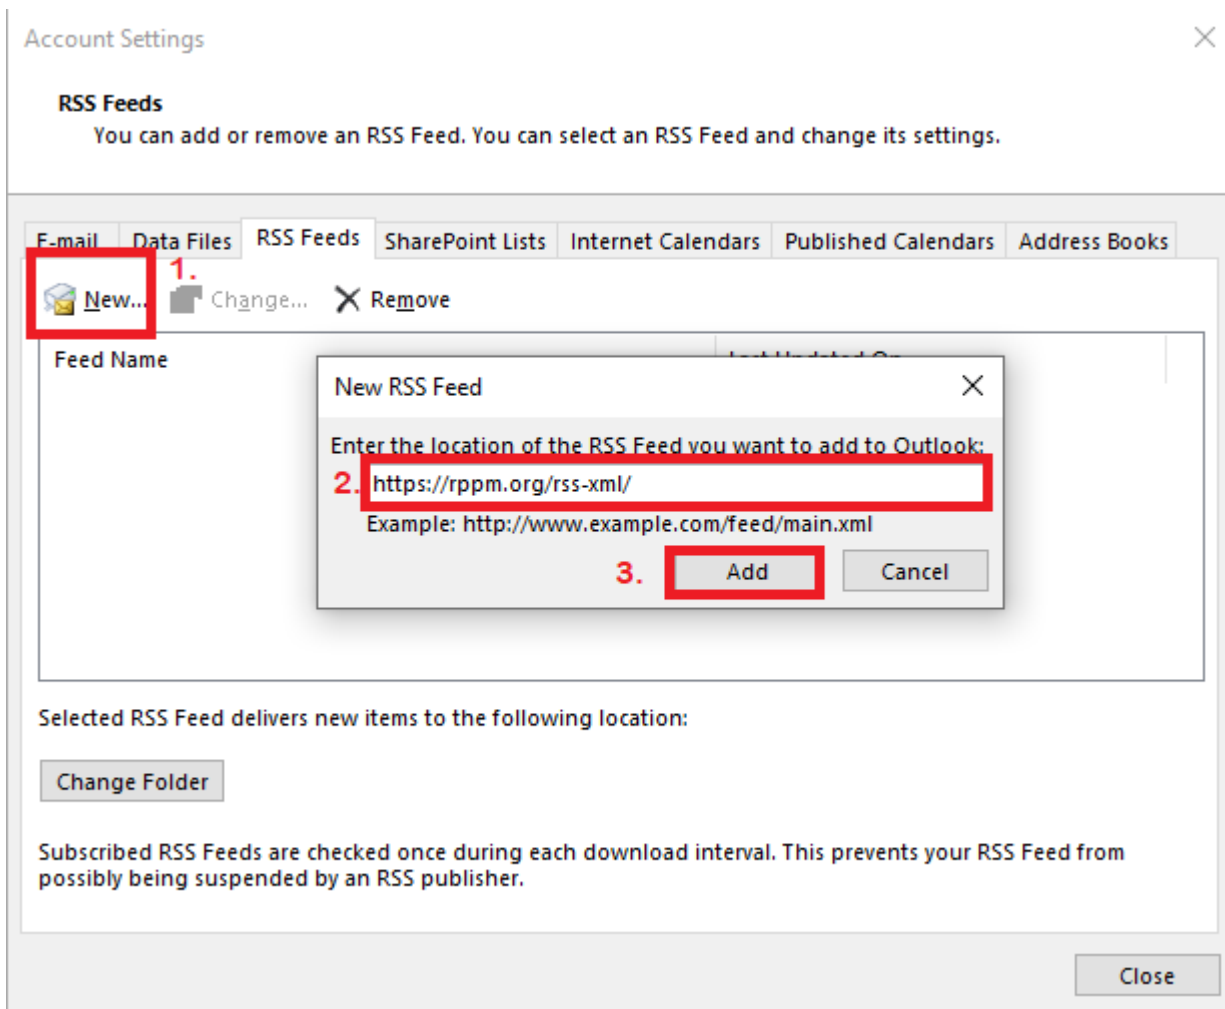 Account Settings
RSS Feeds
You can add or remove an RSS Feed. You can select an RSS Feed and change its settings.
E-mail Data Files RSS Feeds SharePoint Lists Internet Calendars Published Calendars Address Books
1.
New... Change... Remove
Feed Name Last Updated On
New RSS Feed
Enter the location of the RSS Feed you want to add to Outlook:
2. https://rppm.org/rss-xml/
Example: http://www.example.com/feed/main.xml
3. Add Cancel
Selected RSS Feed delivers new items to the following location:
Change Folder
Subscribed RSS Feeds are checked once during each download interval. This prevents your RSS Feed from
possibly being suspended by an RSS publisher.
Close